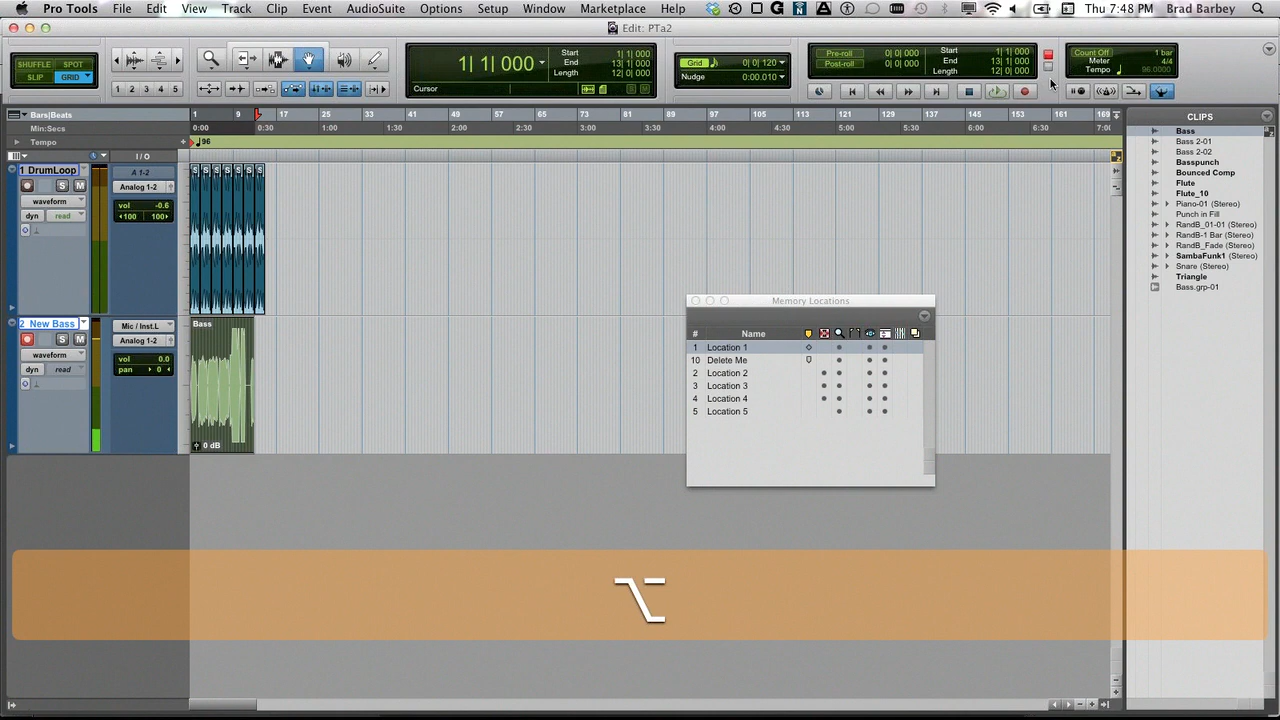 Pro Tools File Edit View Track Clip Event AudioSuite Options Setup Window Marketplace Help Thu 7:48 PM Brad Barbey
Edit: PTa2
SHUFFLE SPOT
SLIP GRID
1 2 3 4 5
1| 1| 000
Start 1| 1| 000
End 13| 1| 000
Length 12| 0| 000
Cursor
Grid 0| 0| 120
Nudge 0:00.010
Pre-roll 0| 0| 000
Post-roll 0| 0| 000
Start 1| 1| 000
End 13| 1| 000
Length 12| 0| 000
Count Off 1 bar
Meter 4/4
Tempo 96.0000
Bars|Beats 1 9 17 25 33 41 49 57 65 73 81 89 97 105 113 121 129 137 145 153 161 169
Min:Secs 0:00 0:30 1:00 1:30 2:00 2:30 3:00 3:30 4:00 4:30 5:00 5:30 6:00 6:30 7:00
Tempo 96
I / O
1 DrumLoop
S M
waveform
dyn read
A 1-2
Analog 1-2
vol -0.6
100 100
S S S S S S S
2 New Bass
S M
waveform
dyn read
Mic / Inst.L
Analog 1-2
vol 0.0
pan 0
Bass
0 dB
Memory Locations
# Name
1 Location 1
10 Delete Me
2 Location 2
3 Location 3
4 Location 4
5 Location 5
CLIPS
Bass
Bass 2-01
Bass 2-02
Basspunch
Bounced Comp
Flute
Flute_10
Piano-01 (Stereo)
Punch in Fill
RandB_01-01 (Stereo)
RandB-1 Bar (Stereo)
RandB_Fade (Stereo)
SambaFunk1 (Stereo)
Snare (Stereo)
Triangle
Bass.grp-01
⌥